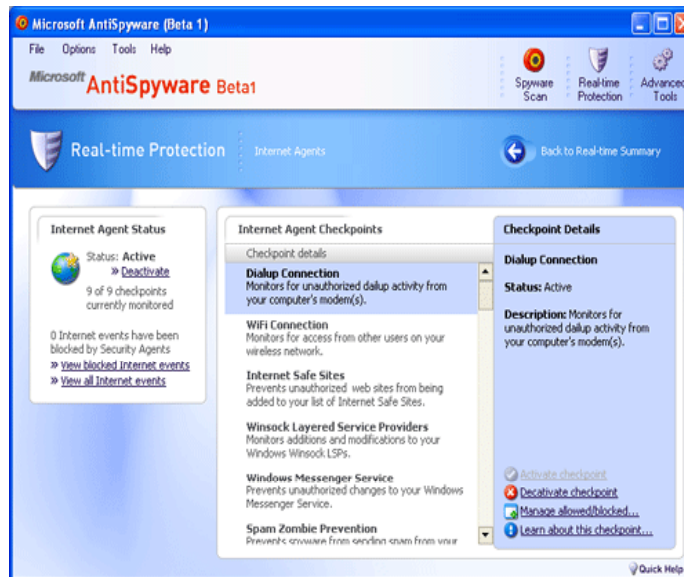 Microsoft AntiSpyware (Beta 1)
File Options Tools Help
Microsoft AntiSpyware Beta1
Spyware Scan
Real-time Protection
Advanced Tools
Real-time Protection
Internet Agents
Back to Real-time Summary
Internet Agent Status
Status: Active
» Deactivate
9 of 9 checkpoints
currently monitored
0 Internet events have been
blocked by Security Agents
» View blocked Internet events
» View all Internet events
Internet Agent Checkpoints
Checkpoint details
Dialup Connection
Monitors for unauthorized dailup activity from
your computer's modem(s).
WiFi Connection
Monitors for access from other users on your
wireless network.
Internet Safe Sites
Prevents unauthorized web sites from being
added to your list of Internet Safe Sites.
Winsock Layered Service Providers
Monitors additions and modifications to your
Windows Winsock LSPs.
Windows Messenger Service
Prevents unauthorized changes to your Windows
Messenger Service.
Spam Zombie Prevention
Prevents spyware from sending spam from your
Checkpoint Details
Dialup Connection
Status: Active
Description: Monitors for
unauthorized dailup activity from
your computer's modem(s).
Activate checkpoint
Decativate checkpoint
Manage allowed/blocked...
Learn about this checkpoint...
Quick Help